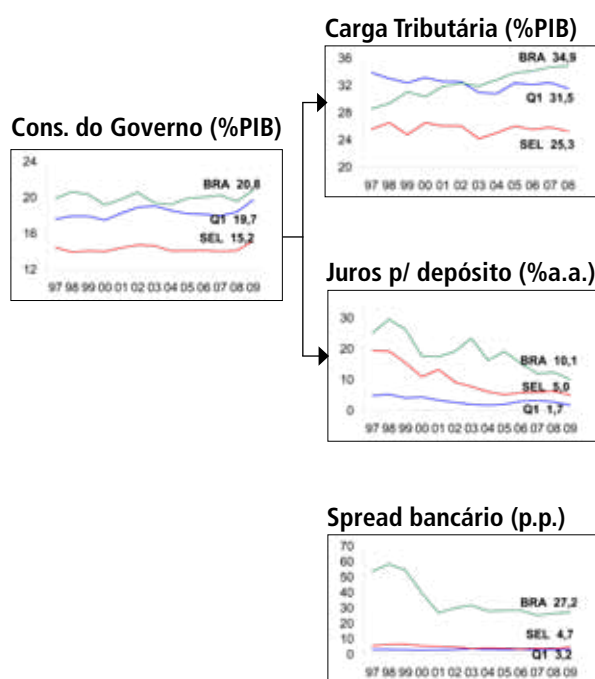 Carga Tributária (%PIB)
36
32
28
24
20
BRA 34,9
Q1 31,5
SEL 25,3
97 98 99 00 01 02 03 04 05 06 07 08
Cons. do Governo (%PIB)
24
20
16
12
BRA 20,8
Q1 19,7
SEL 15,2
97 98 99 00 01 02 03 04 05 06 07 08 09
Juros p/ depósito (%a.a.)
30
20
10
0
BRA 10,1
SEL 5,0
Q1 1,7
97 98 99 00 01 02 03 04 05 06 07 08 09
Spread bancário (p.p.)
70
60
50
40
30
20
10
0
BRA 27,2
SEL 4,7
Q1 3,2
97 98 99 00 01 02 03 04 05 06 07 08 09